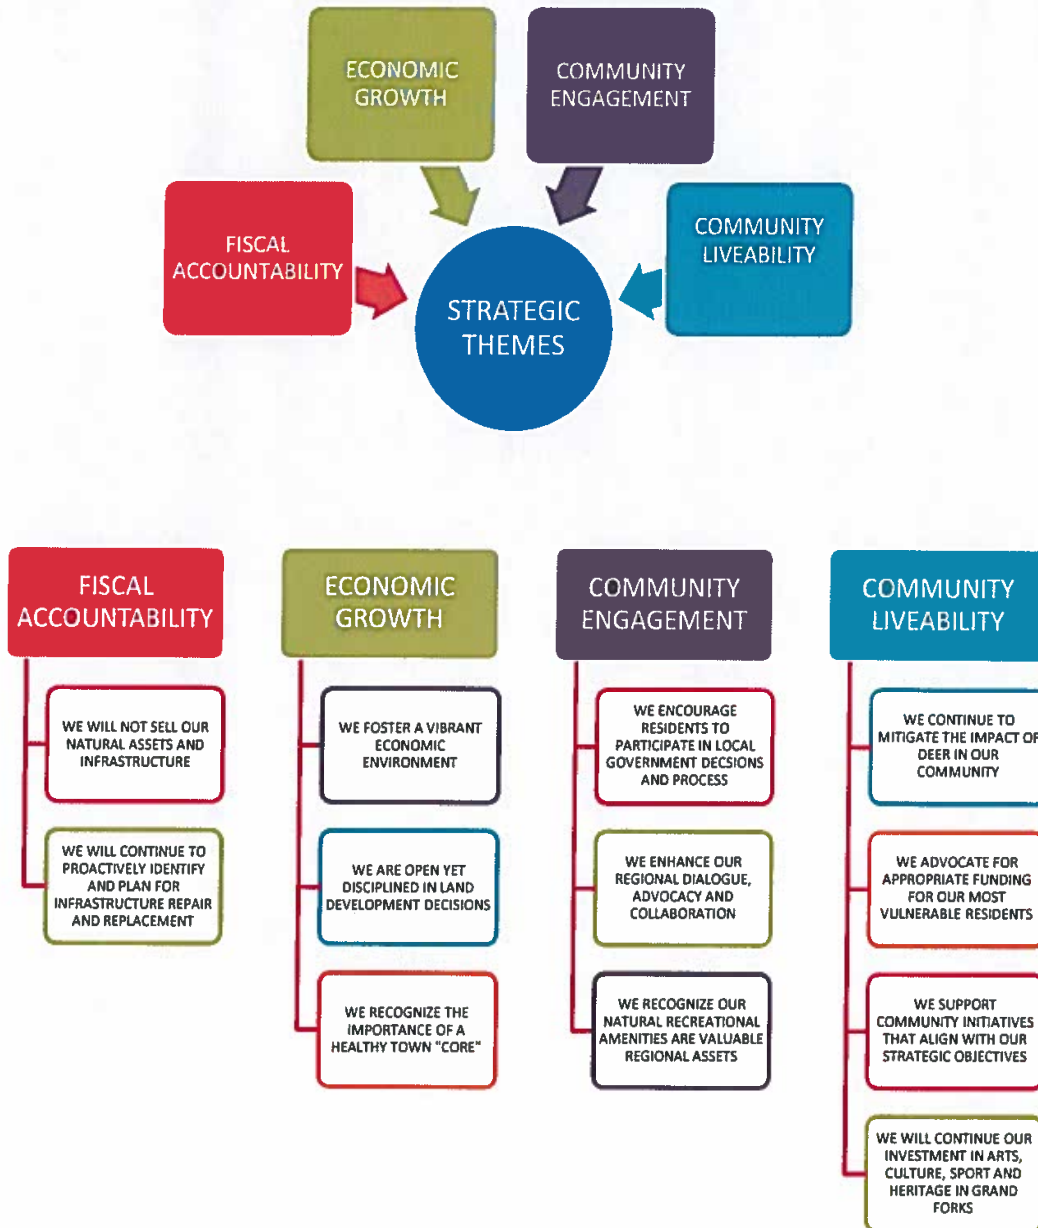 ECONOMIC
GROWTH
COMMUNITY
ENGAGEMENT
FISCAL
ACCOUNTABILITY
COMMUNITY
LIVEABILITY
STRATEGIC
THEMES
FISCAL
ACCOUNTABILITY
WE WILL NOT SELL OUR
NATURAL ASSETS AND
INFRASTRUCTURE
WE WILL CONTINUE TO
PROACTIVELY IDENTIFY
AND PLAN FOR
INFRASTRUCTURE REPAIR
AND REPLACEMENT
ECONOMIC
GROWTH
WE FOSTER A VIBRANT
ECONOMIC
ENVIRONMENT
WE ARE OPEN YET
DISCIPLINED IN LAND
DEVELOPMENT DECISIONS
WE RECOGNIZE THE
IMPORTANCE OF A
HEALTHY TOWN "CORE"
COMMUNITY
ENGAGEMENT
WE ENCOURAGE
RESIDENTS TO
PARTICIPATE IN LOCAL
GOVERNMENT DECSIONS
AND PROCESS
WE ENHANCE OUR
REGIONAL DIALOGUE,
ADVOCACY AND
COLLABORATION
WE RECOGNIZE OUR
NATURAL RECREATIONAL
AMENITIES ARE VALUABLE
REGIONAL ASSETS
COMMUNITY
LIVEABILITY
WE CONTINUE TO
MITIGATE THE IMPACT OF
DEER IN OUR
COMMUNITY
WE ADVOCATE FOR
APPROPRIATE FUNDING
FOR OUR MOST
VULNERABLE RESIDENTS
WE SUPPORT
COMMUNITY INITIATIVES
THAT ALIGN WITH OUR
STRATEGIC OBJECTIVES
WE WILL CONTINUE OUR
INVESTMENT IN ARTS,
CULTURE, SPORT AND
HERITAGE IN GRAND
FORKS